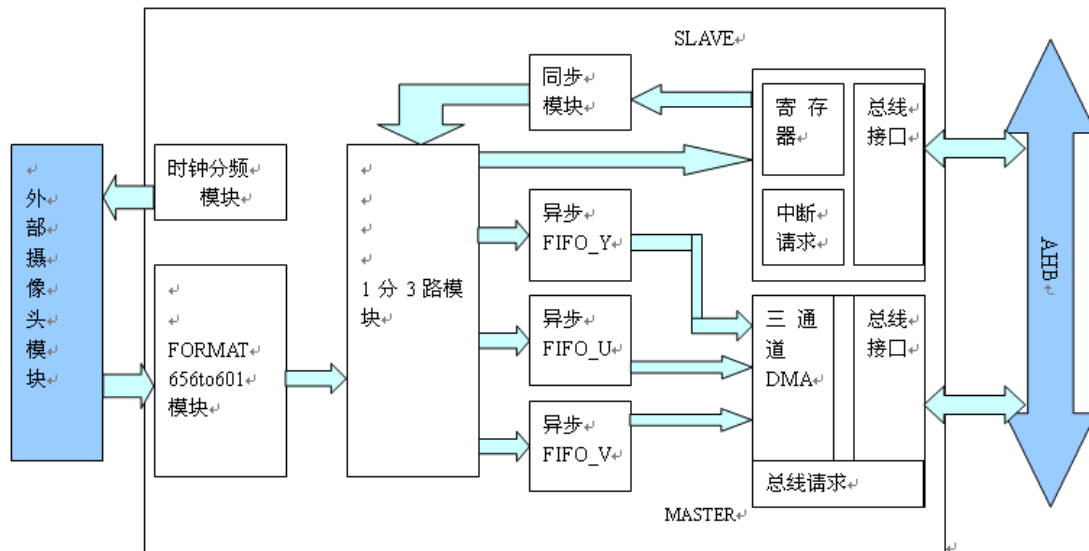 SLAVE
同步
模块
寄 存
器
总线
接口
中断
请求
时钟分频
模块
外
部
摄
像
头
模
块
FORMAT
656to601
模块
1 分 3 路模
块
异步
FIFO_Y
异步
FIFO_U
异步
FIFO_V
三 通
道
DMA
总线
接口
总线请求
MASTER
AHB